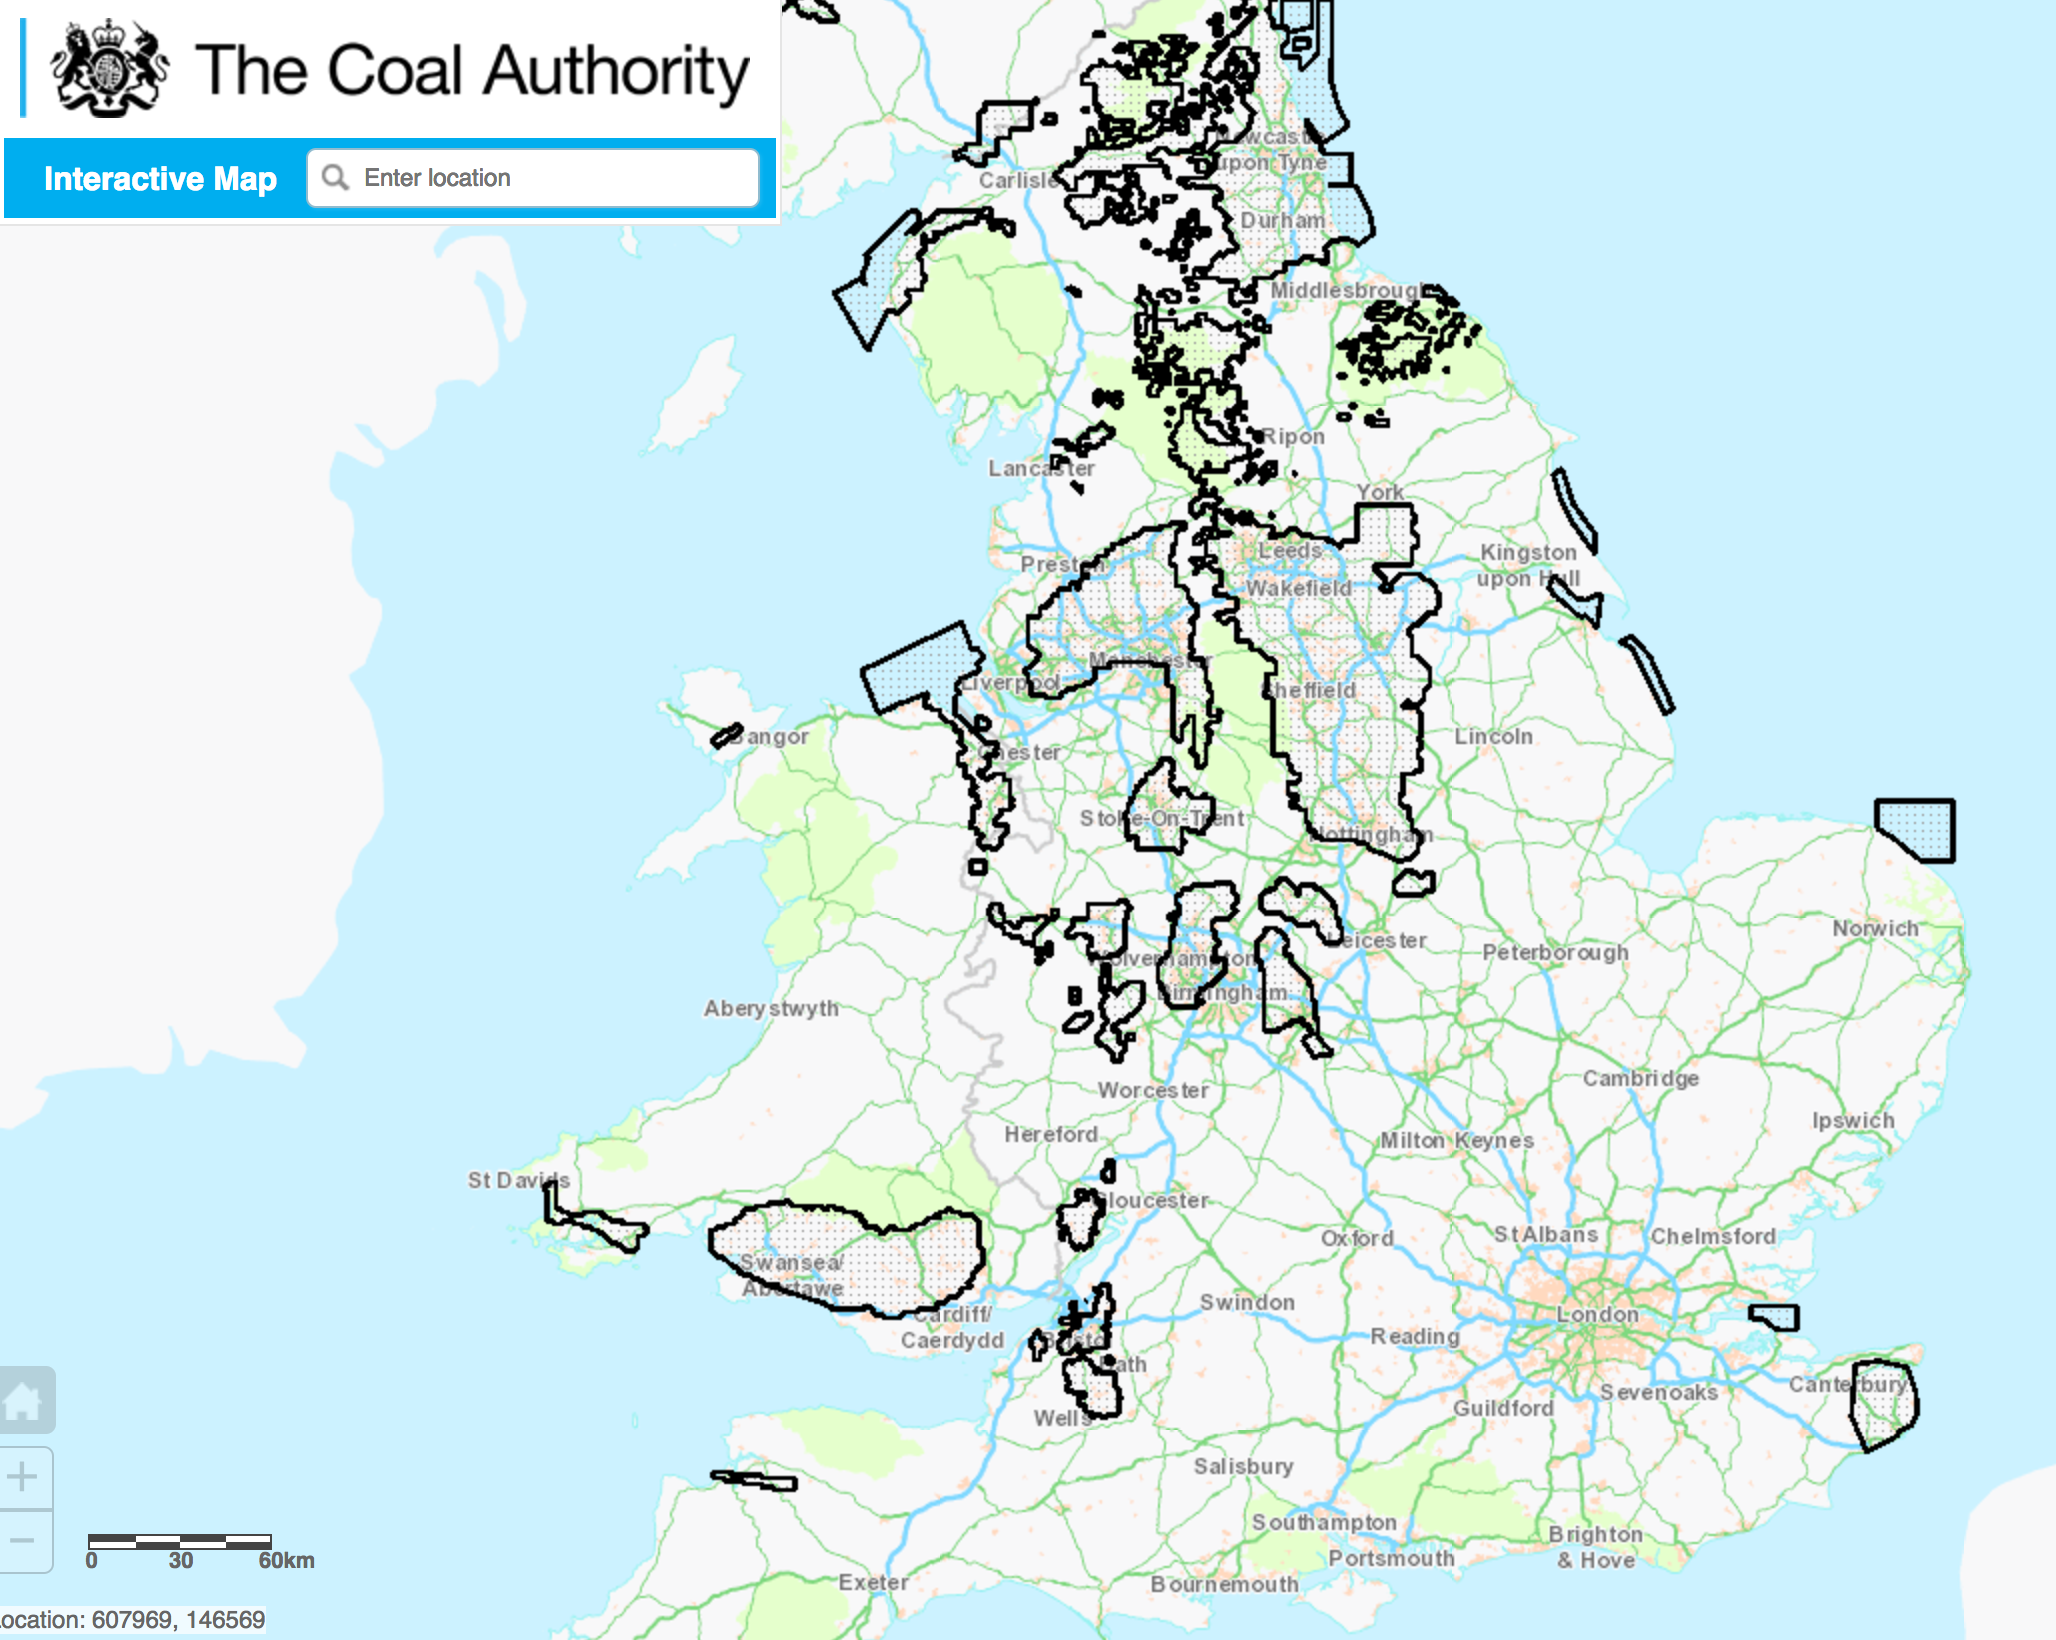 The Coal Authority
Interactive Map
Enter location
Newcastle
upon Tyne
Carlisle
Durham
Middlesbrough
Ripon
Lancaster
York
Leeds
Kingston
upon Hull
Preston
Wakefield
Manchester
Liverpool
Sheffield
Bangor
Chester
Lincoln
Stoke-On-Trent
Nottingham
Norwich
Leicester
Peterborough
Wolverhampton
Birmingham
Aberystwyth
Cambridge
Worcester
Ipswich
Hereford
Milton Keynes
St Davids
Gloucester
St Albans
Chelmsford
Oxford
Swansea/
Abertawe
Swindon
London
Cardiff/
Caerdydd
Reading
Bristol
Bath
Canterbury
Sevenoaks
Guildford
Wells
Salisbury
Southampton
Brighton
& Hove
Portsmouth
Exeter
Bournemouth
0 30 60km
ocation: 607969, 146569